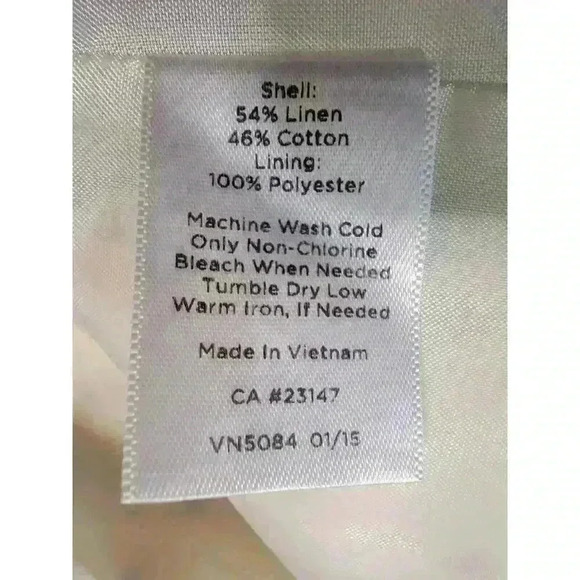 Shell:
54% Linen
46% Cotton
Lining:
100% Polyester
Machine Wash Cold
Only Non-Chlorine
Bleach When Needed
Tumble Dry Low
Warm Iron, If Needed
Made In Vietnam
CA #23147
VN5084 01/15